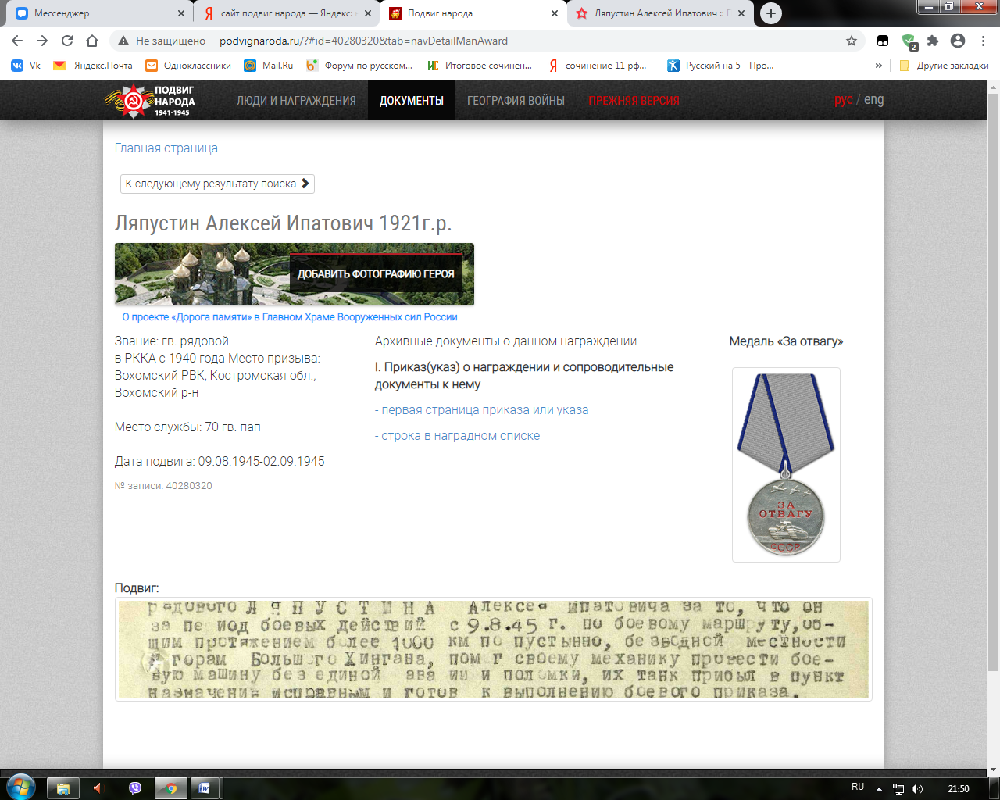 Мессенджер
сайт подвиг народа — Яндекс:
Подвиг народа
Ляпустин Алексей Ипатович ::
Не защищено
podvignaroda.ru/?#id=40280320&tab=navDetailManAward
2
Vk
Яндекс.Почта
Одноклассники
Mail.Ru
Форум по русском...
Итоговое сочинен...
сочинение 11 рф...
Русский на 5 - Про...
»
Другие закладки
ПОДВИГ
НАРОДА
1941-1945
ЛЮДИ И НАГРАЖДЕНИЯ
ДОКУМЕНТЫ
ГЕОГРАФИЯ ВОЙНЫ
ПРЕЖНЯЯ ВЕРСИЯ
рус / eng
Главная страница
К следующему результату поиска
Ляпустин Алексей Ипатович 1921г.р.
ДОБАВИТЬ ФОТОГРАФИЮ ГЕРОЯ
О проекте «Дорога памяти» в Главном Храме Вооруженных сил России
Звание: гв. рядовой
в РККА с 1940 года Место призыва:
Вохомский РВК, Костромская обл.,
Вохомский р-н
Место службы: 70 гв. пап
Дата подвига: 09.08.1945-02.09.1945
№ записи: 40280320
Архивные документы о данном награждении
I. Приказ(указ) о награждении и сопроводительные
документы к нему
- первая страница приказа или указа
- строка в наградном списке
Медаль «За отвагу»
ЗА
ОТВАГУ
СССР
Подвиг:
рядового ЛЯПУСТИНА Алексея Ипатовича за то, что он
за период боевых действий с 9.8.45 г. по боевому маршруту, об-
щим протяжением более 1000 км по пустынно, безводной местности
и горам Большого Хингана, помог своему механику провести бое-
вую машину без единой аварии и поломки, их танк прибыл в пункт
назначения исправным и готов к выполнению боевого приказа.
RU
21:50